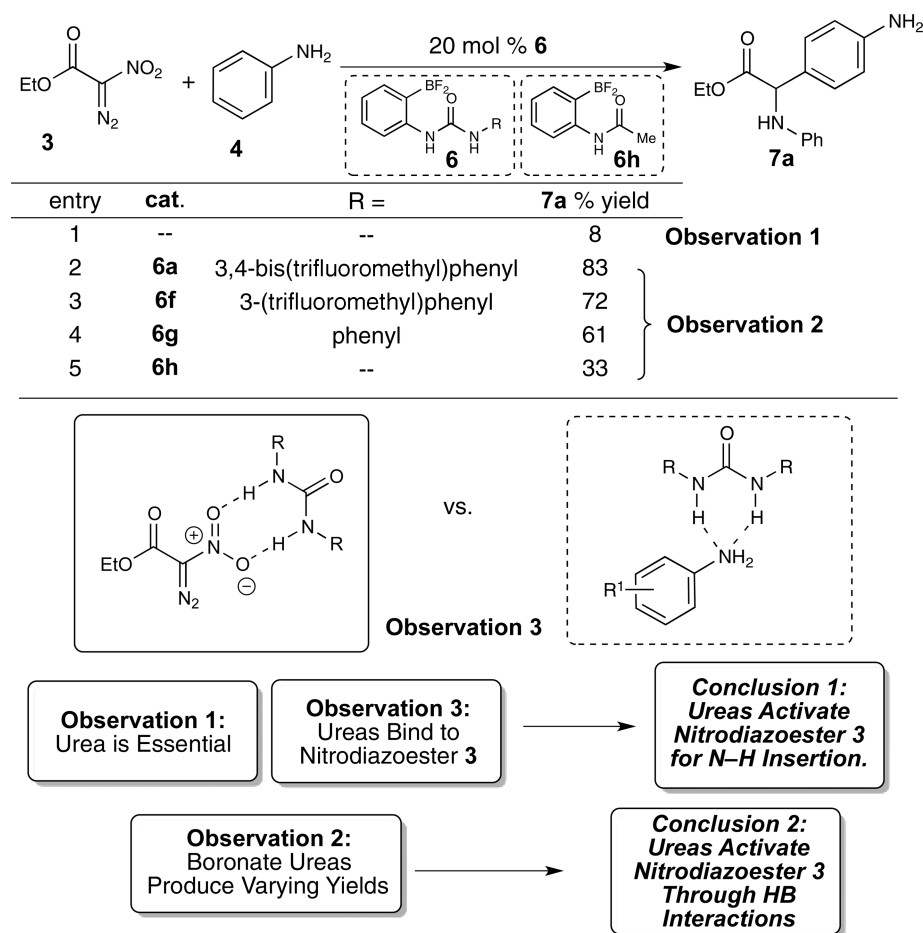 O
EtO
NO2
N2
3
+
NH2
4
20 mol % 6
BF2
O
N
H
N
H
R
6
BF2
O
N
H
Me
6h
NH2
O
EtO
HN
Ph
7a
entry cat. R = 7a % yield
1 -- -- 8 Observation 1
2 6a 3,4-bis(trifluoromethyl)phenyl 83
3 6f 3-(trifluoromethyl)phenyl 72
4 6g phenyl 61
5 6h -- 33
Observation 2
R
N
O
H
N
R
H
O
+
N
O
−
O
EtO
N2
vs.
O
R
N
N
R
H
H
NH2
R1
Observation 3
Observation 1:
Urea is Essential
Observation 3:
Ureas Bind to
Nitrodiazoester 3
Conclusion 1:
Ureas Activate
Nitrodiazoester 3
for N–H Insertion.
Observation 2:
Boronate Ureas
Produce Varying Yields
Conclusion 2:
Ureas Activate
Nitrodiazoester 3
Through HB
Interactions